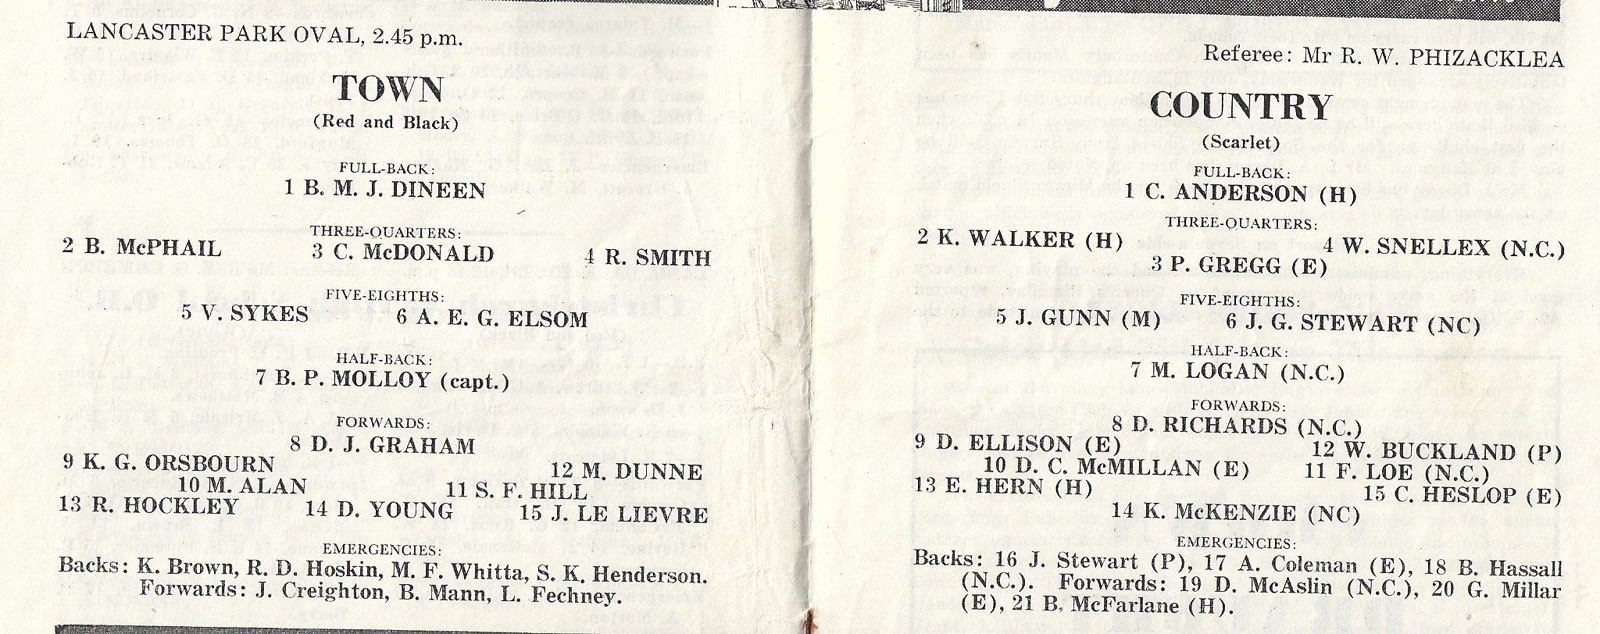 LANCASTER PARK OVAL, 2.45 p.m.
TOWN
(Red and Black)
FULL-BACK:
1 B. M. J. DINEEN
THREE-QUARTERS:
2 B. McPHAIL 3 C. McDONALD 4 R. SMITH
FIVE-EIGHTHS:
5 V. SYKES 6 A. E. G. ELSOM
HALF-BACK:
7 B. P. MOLLOY (capt.)
FORWARDS:
8 D. J. GRAHAM
9 K. G. ORSBOURN 12 M. DUNNE
10 M. ALAN 11 S. F. HILL
13 R. HOCKLEY 14 D. YOUNG 15 J. LE LIEVRE
EMERGENCIES:
Backs: K. Brown, R. D. Hoskin, M. F. Whitta, S. K. Henderson.
Forwards: J. Creighton, B. Mann, L. Fechney.
Referee: Mr R. W. PHIZACKLEA
COUNTRY
(Scarlet)
FULL-BACK:
1 C. ANDERSON (H)
THREE-QUARTERS:
2 K. WALKER (H) 4 W. SNELLEX (N.C.)
3 P. GREGG (E)
FIVE-EIGHTHS:
5 J. GUNN (M) 6 J. G. STEWART (NC)
HALF-BACK:
7 M. LOGAN (N.C.)
FORWARDS:
8 D. RICHARDS (N.C.)
9 D. ELLISON (E) 12 W. BUCKLAND (P)
10 D. C. McMILLAN (E) 11 F. LOE (N.C.)
13 E. HERN (H) 15 C. HESLOP (E)
14 K. McKENZIE (NC)
EMERGENCIES:
Backs: 16 J. Stewart (P), 17 A. Coleman (E), 18 B. Hassall
(N.C.). Forwards: 19 D. McAslin (N.C.), 20 G. Millar
(E), 21 B. McFarlane (H).